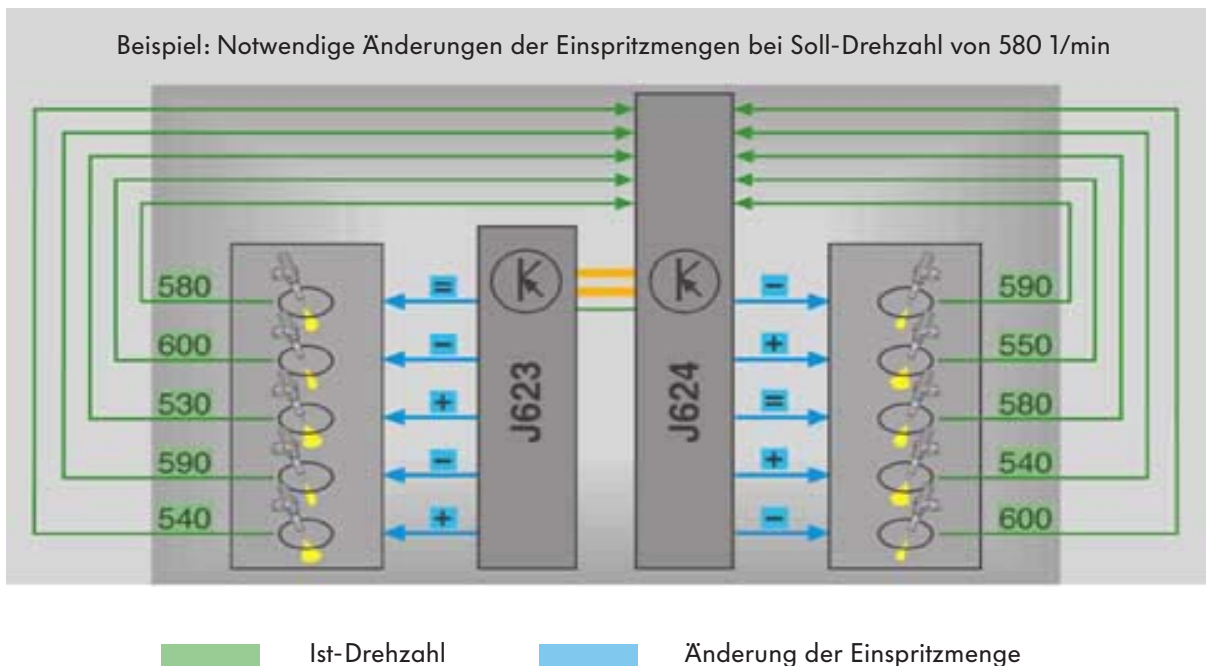 Beispiel: Notwendige Änderungen der Einspritzmengen bei Soll-Drehzahl von 580 1/min
580 = - 590
600 - + 550
530 + = 580
590 - + 540
540 + - 600
J623 J624
Ist-Drehzahl Änderung der Einspritzmenge